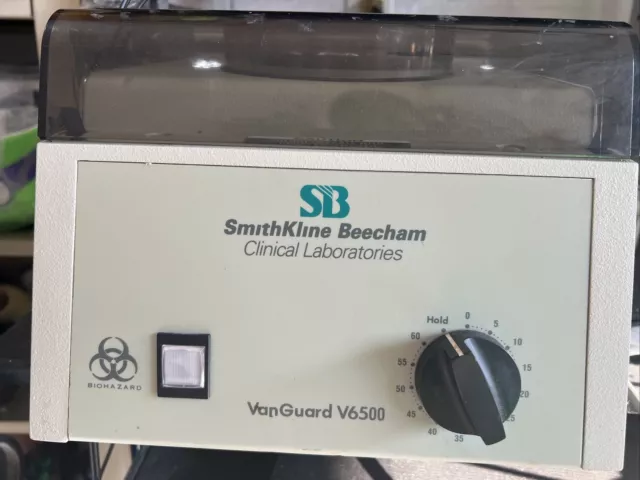 SB
SmithKline Beecham
Clinical Laboratories
Hold
0
5
10
15
25
35
40
45
50
55
60
BIOHAZARD
VanGuard V6500